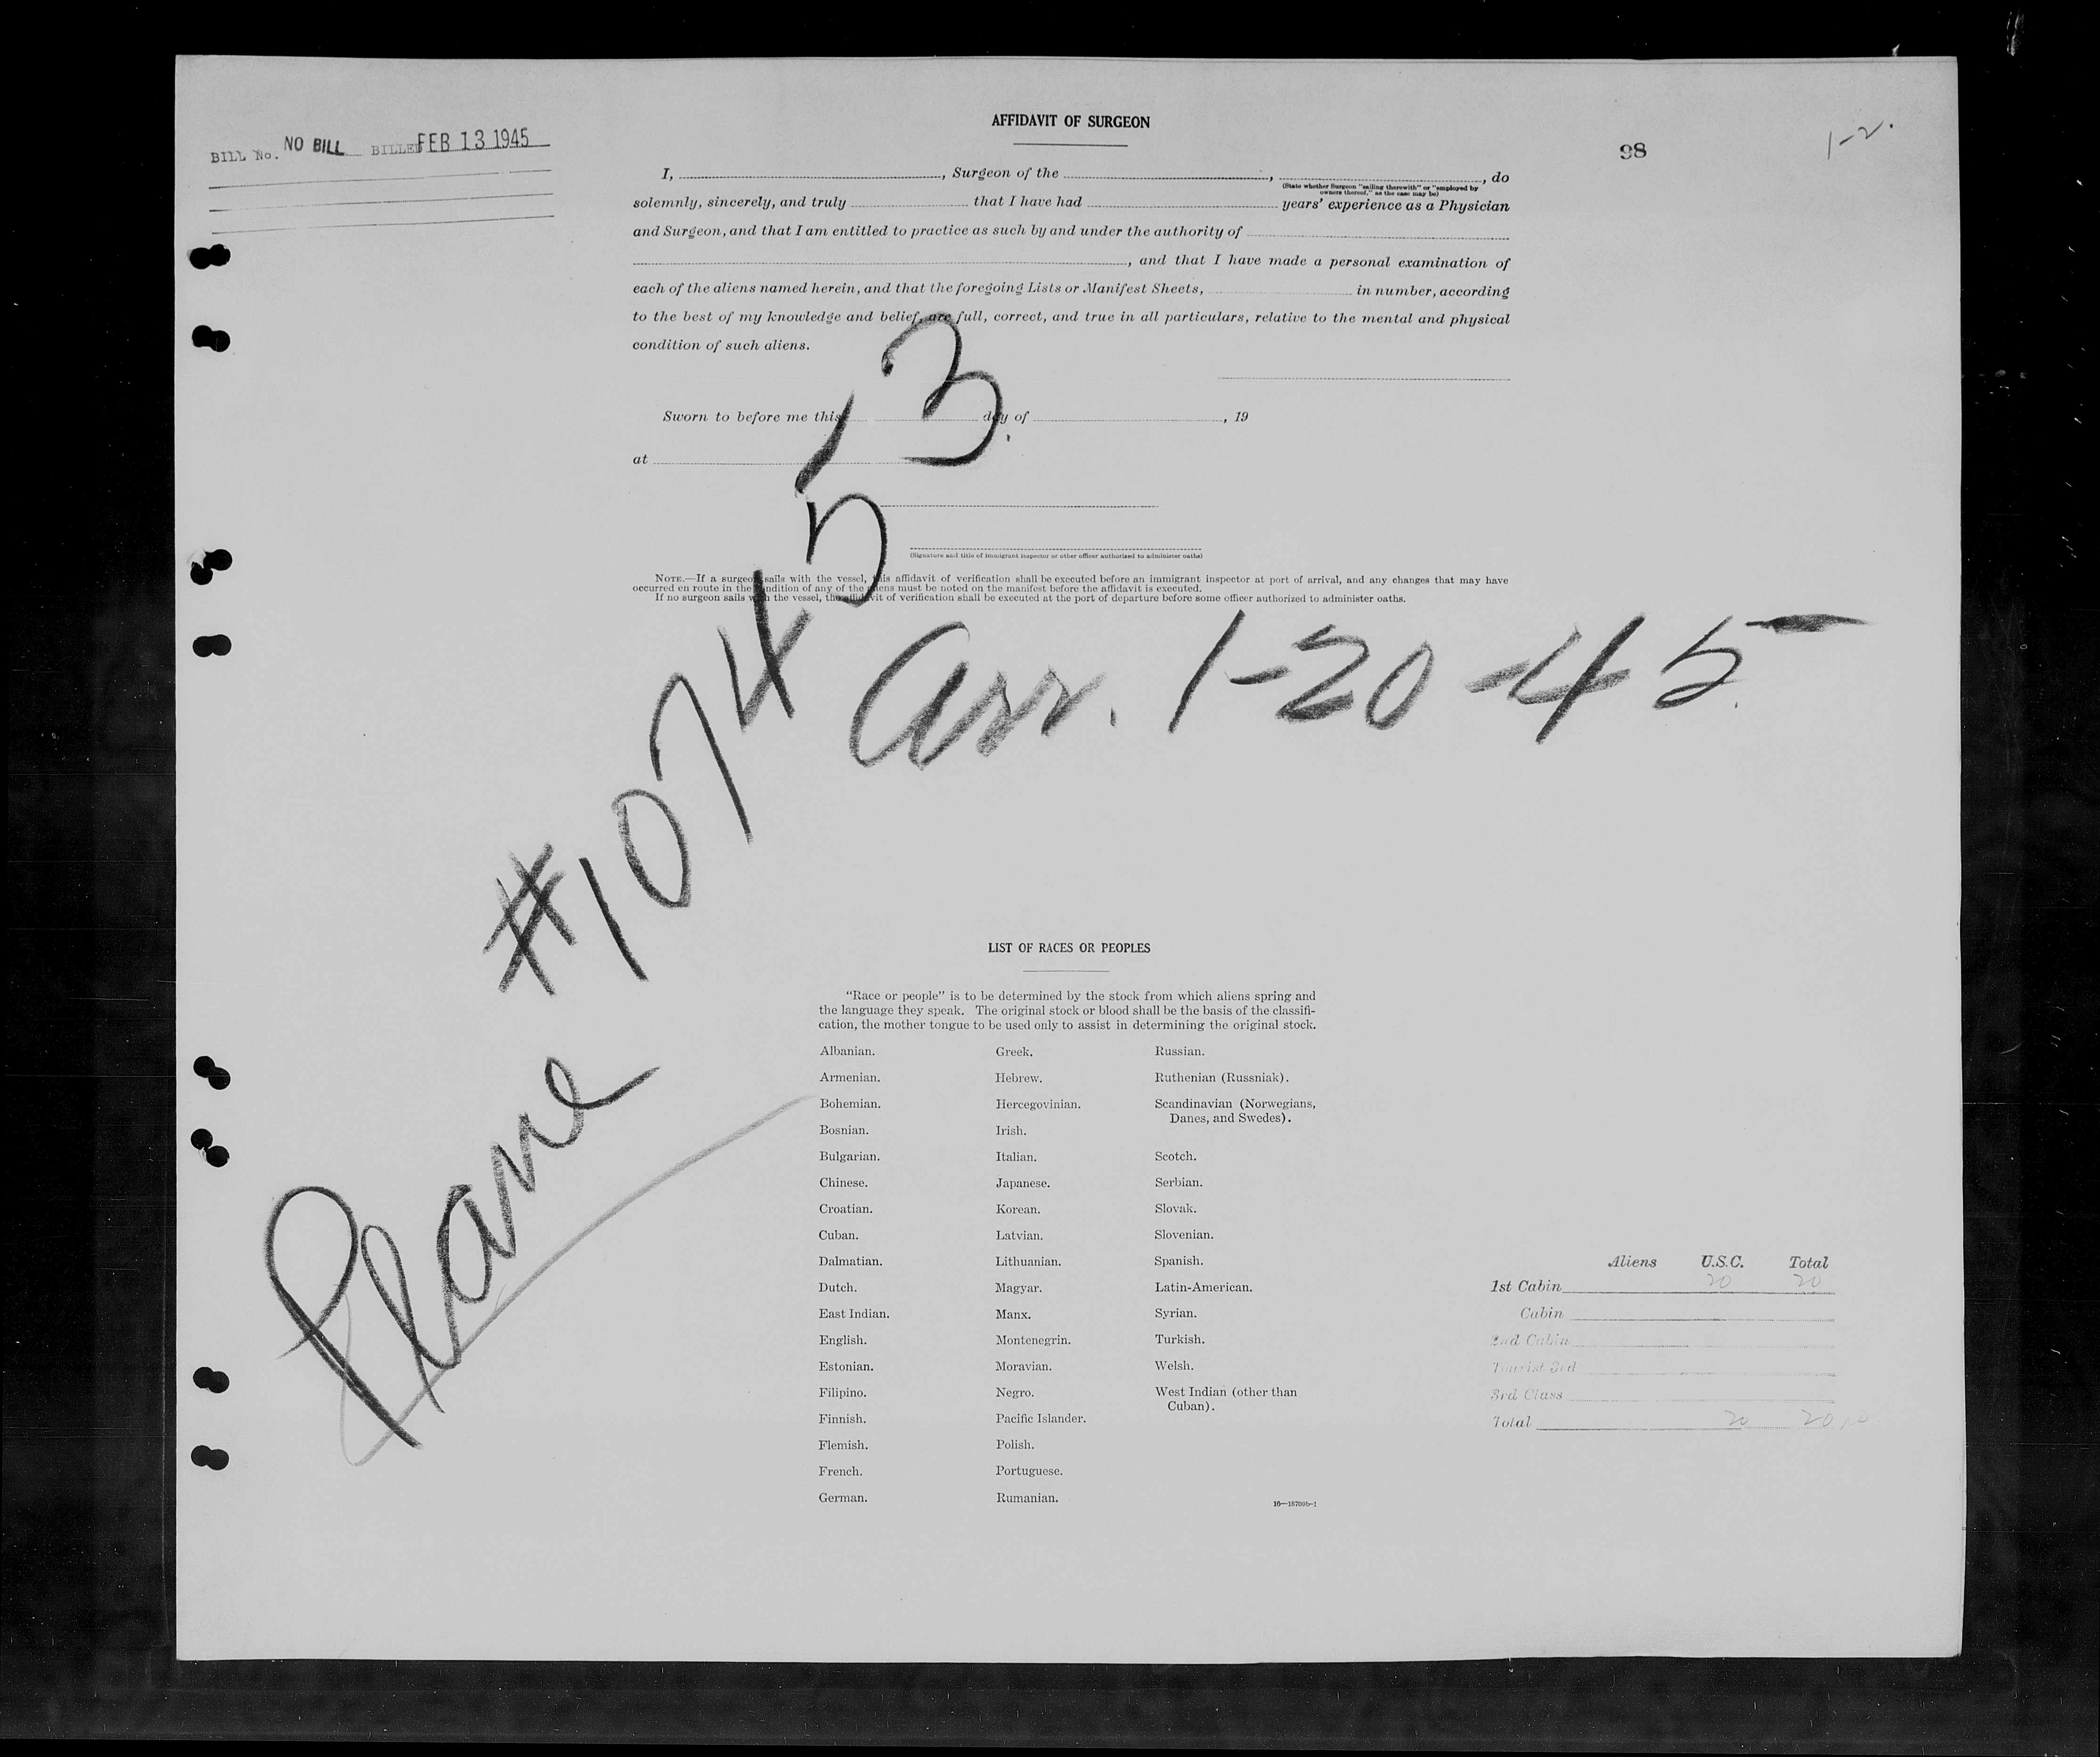 AFFIDAVIT OF SURGEON
98
1-2.
BILL No. NO BILL BILLED FEB 13 1945
I, , Surgeon of the , , do
(State whether Surgeon "sailing therewith" or "employed by
owners thereof," as the case may be)
solemnly, sincerely, and truly that I have had years' experience as a Physician
and Surgeon, and that I am entitled to practice as such by and under the authority of
, and that I have made a personal examination of
each of the aliens named herein, and that the foregoing Lists or Manifest Sheets, in number, according
to the best of my knowledge and belief, are full, correct, and true in all particulars, relative to the mental and physical
condition of such aliens.
Sworn to before me this day of , 19
at
(Signature and title of immigrant inspector or other officer authorized to administer oaths)
NOTE.—If a surgeon sails with the vessel, this affidavit of verification shall be executed before an immigrant inspector at port of arrival, and any changes that may have
occurred en route in the condition of any of the aliens must be noted on the manifest before the affidavit is executed.
If no surgeon sails with the vessel, the affidavit of verification shall be executed at the port of departure before some officer authorized to administer oaths.
Plane #107453.
arr. 1-20-45.
LIST OF RACES OR PEOPLES
"Race or people" is to be determined by the stock from which aliens spring and
the language they speak. The original stock or blood shall be the basis of the classifi-
cation, the mother tongue to be used only to assist in determining the original stock.
Albanian. Greek. Russian.
Armenian. Hebrew. Ruthenian (Russniak).
Bohemian. Hercegovinian. Scandinavian (Norwegians,
Danes, and Swedes).
Bosnian. Irish.
Bulgarian. Italian. Scotch.
Chinese. Japanese. Serbian.
Croatian. Korean. Slovak.
Cuban. Latvian. Slovenian.
Dalmatian. Lithuanian. Spanish.
Dutch. Magyar. Latin-American.
East Indian. Manx. Syrian.
English. Montenegrin. Turkish.
Estonian. Moravian. Welsh.
Filipino. Negro. West Indian (other than
Cuban).
Finnish. Pacific Islander.
Flemish. Polish.
French. Portuguese.
German. Rumanian.
16—18709b-1
Aliens U.S.C. Total
1st Cabin 20 20
Cabin
2nd Cabin
Tourist 3rd
3rd Class
Total 20 20